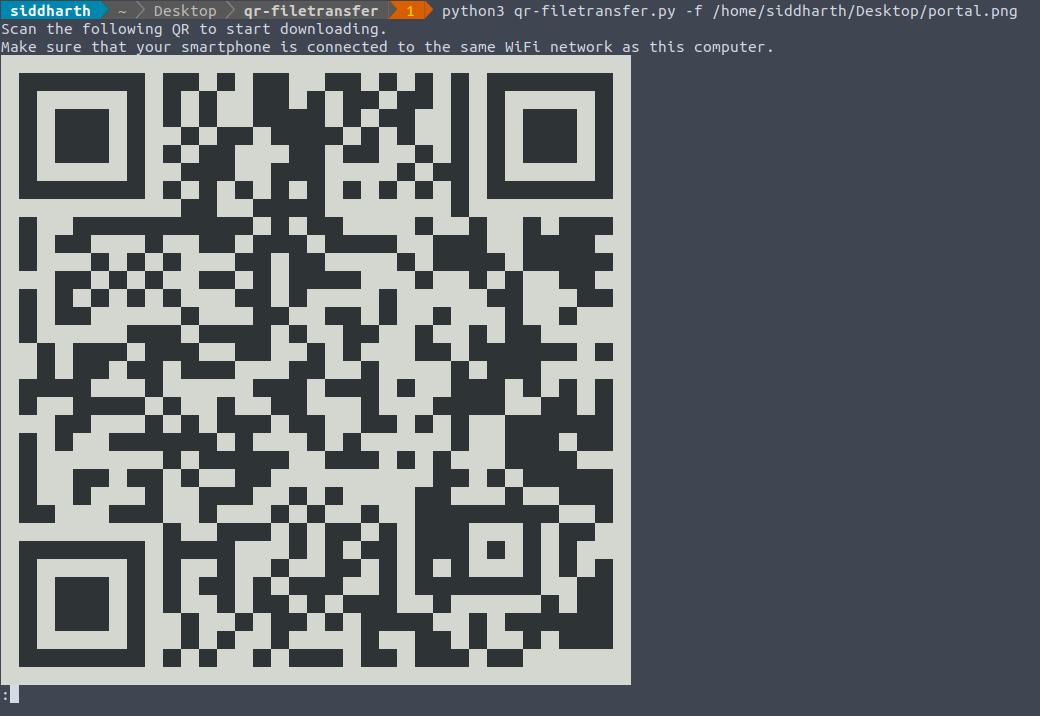 siddharth ~ Desktop qr-filetransfer 1 python3 qr-filetransfer.py -f /home/siddharth/Desktop/portal.png
Scan the following QR to start downloading.
Make sure that your smartphone is connected to the same WiFi network as this computer.
: